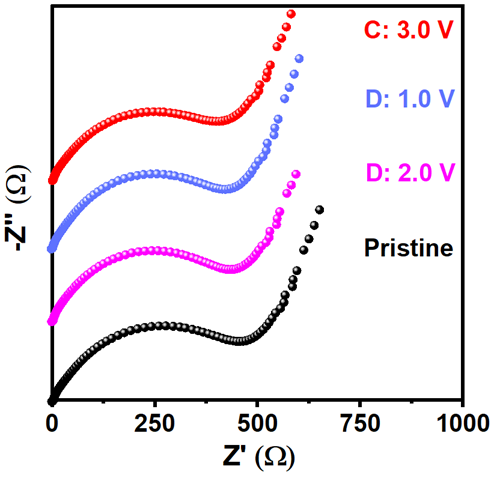 C: 3.0 V
D: 1.0 V
D: 2.0 V
Pristine
-Z'' (Ω)
0 250 500 750 1000
Z' (Ω)